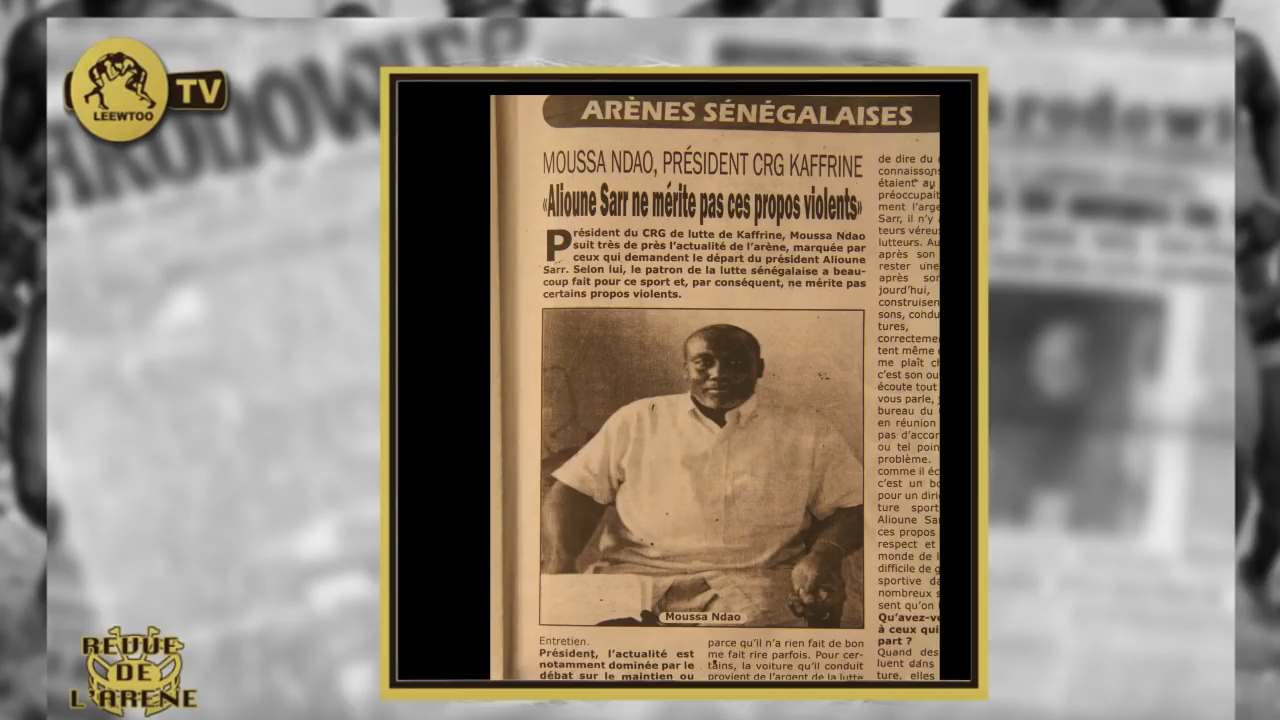 LEEWTOO
TV
ARÈNES SÉNÉGALAISES
MOUSSA NDAO, PRÉSIDENT CRG KAFFRINE
«Alioune Sarr ne mérite pas ces propos violents»
Président du CRG de lutte de Kaffrine, Moussa Ndao
suit très de près l'actualité de l'arène, marquée par
ceux qui demandent le départ du président Alioune
Sarr. Selon lui, le patron de la lutte sénégalaise a beau-
coup fait pour ce sport et, par conséquent, ne mérite pas
certains propos violents.
Moussa Ndao
Entretien.
Président, l'actualité est
notamment dominée par le
débat sur le maintien ou
parce qu'il n'a rien fait de bon
me fait rire parfois. Pour cer-
tains, la voiture qu'il conduit
provient de l'argent de la lutte
de dire du
connaissons
étaient au
préoccupait
ment l'arge
Sarr, il n'y
teurs véreux
lutteurs. Au
après son
rester une
après son
jourd'hui,
construisen
sons, condu
tures,
correcteme
tent même
me plaît ch
c'est son ou
écoute tout
vous parle,
bureau du
en réunion
pas d'accor
ou tel poin
problème.
comme il éc
c'est un bo
pour un diri
ture sport
Alioune Sa
ces propos
respect et
monde de l
difficile de g
sportive da
nombreux s
sent qu'on
Qu'avez-vo
à ceux qui
part ?
Quand des
luent dans
ture, elles
REVUE
DE
L'ARENE